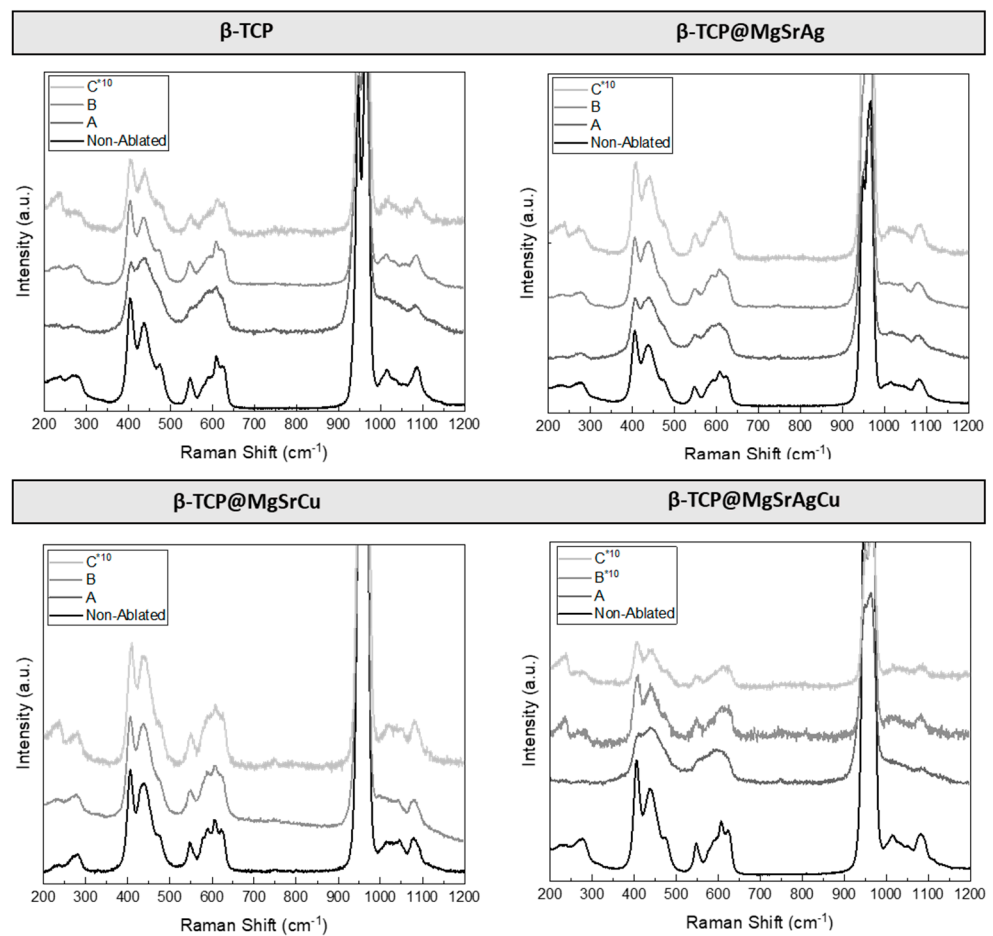 β-TCP
β-TCP@MgSrAg
C*10
B
A
Non-Ablated
Intensity (a.u.)
200 300 400 500 600 700 800 900 1000 1100 1200
Raman Shift (cm-1)
C*10
B
A
Non-Ablated
Intensity (a.u.)
200 300 400 500 600 700 800 900 1000 1100 1200
Raman Shift (cm-1)
β-TCP@MgSrCu
β-TCP@MgSrAgCu
C*10
B
A
Non-Ablated
Intensity (a.u.)
200 300 400 500 600 700 800 900 1000 1100 1200
Raman Shift (cm-1)
C*10
B*10
A
Non-Ablated
Intensity (a.u.)
200 300 400 500 600 700 800 900 1000 1100 1200
Raman Shift (cm-1)